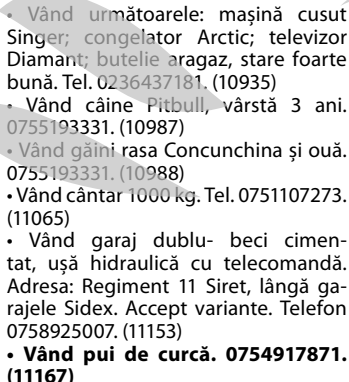 • Vând următoarele: mașină cusut
Singer; congelator Arctic; televizor
Diamant; butelie aragaz, stare foarte
bună. Tel. 0236437181. (10935)
• Vând câine Pitbull, vârstă 3 ani.
0755193331. (10987)
• Vând găini rasa Concunchina și ouă.
0755193331. (10988)
• Vând cântar 1000 kg. Tel. 0751107273.
(11065)
• Vând garaj dublu- beci cimen-
tat, ușă hidraulică cu telecomandă.
Adresa: Regiment 11 Siret, lângă ga-
rajele Sidex. Accept variante. Telefon
0758925007. (11153)
• Vând pui de curcă. 0754917871.
(11167)